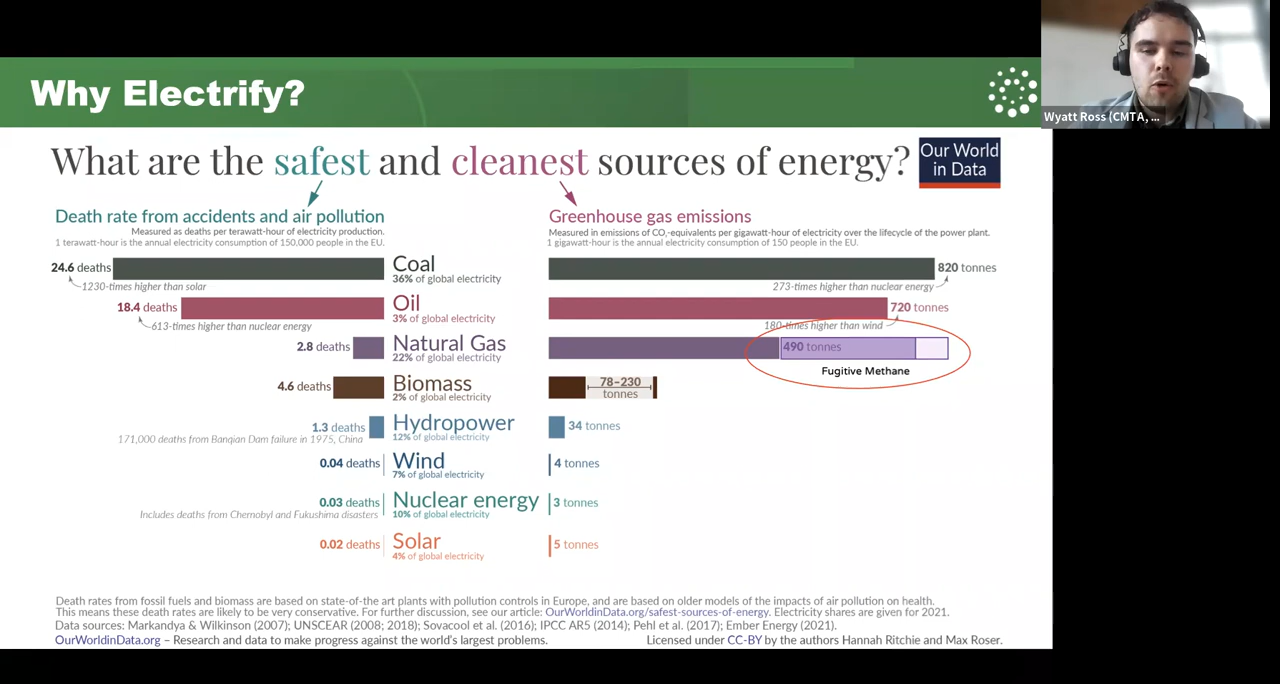 Why Electrify?
Wyatt Ross (CMTA, ...
What are the safest and cleanest sources of energy?
Our World
in Data
Death rate from accidents and air pollution
Measured as deaths per terawatt-hour of electricity production.
1 terawatt-hour is the annual electricity consumption of 150,000 people in the EU.
Greenhouse gas emissions
Measured in emissions of CO₂-equivalents per gigawatt-hour of electricity over the lifecycle of the power plant.
1 gigawatt-hour is the annual electricity consumption of 150 people in the EU.
24.6 deaths
Coal
36% of global electricity
820 tonnes
1230-times higher than solar
273-times higher than nuclear energy
18.4 deaths
Oil
3% of global electricity
720 tonnes
613-times higher than nuclear energy
180-times higher than wind
2.8 deaths
Natural Gas
22% of global electricity
490 tonnes
Fugitive Methane
4.6 deaths
Biomass
2% of global electricity
78–230
tonnes
1.3 deaths
Hydropower
12% of global electricity
34 tonnes
171,000 deaths from Banqian Dam failure in 1975, China
0.04 deaths
Wind
7% of global electricity
4 tonnes
0.03 deaths
Nuclear energy
10% of global electricity
3 tonnes
Includes deaths from Chernobyl and Fukushima disasters
0.02 deaths
Solar
4% of global electricity
5 tonnes
Death rates from fossil fuels and biomass are based on state-of-the art plants with pollution controls in Europe, and are based on older models of the impacts of air pollution on health.
This means these death rates are likely to be very conservative. For further discussion, see our article: OurWorldinData.org/safest-sources-of-energy. Electricity shares are given for 2021.
Data sources: Markandya & Wilkinson (2007); UNSCEAR (2008; 2018); Sovacool et al. (2016); IPCC AR5 (2014); Pehl et al. (2017); Ember Energy (2021).
OurWorldinData.org – Research and data to make progress against the world's largest problems.
Licensed under CC-BY by the authors Hannah Ritchie and Max Roser.